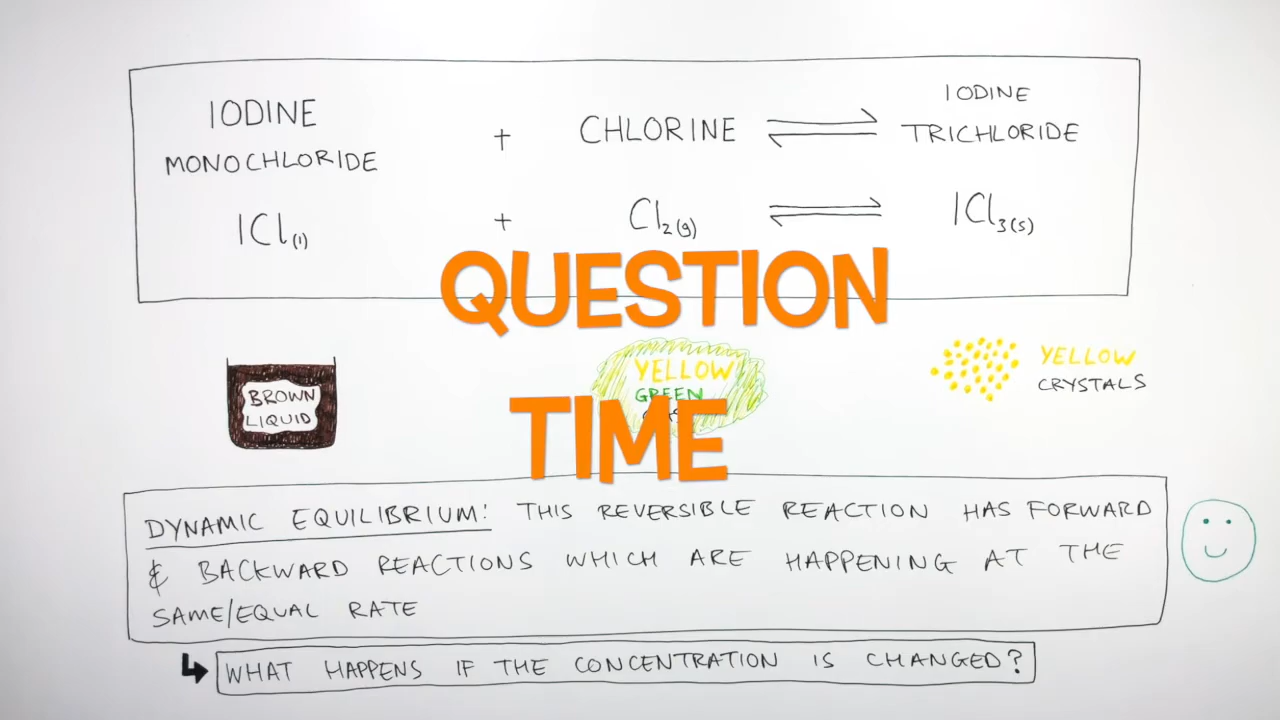 IODINE
MONOCHLORIDE + CHLORINE ⇌ IODINE
TRICHLORIDE
ICl(l) + Cl2(g) ⇌ ICl3(s)
QUESTION
TIME
BROWN
LIQUID
YELLOW
GREEN
YELLOW
CRYSTALS
DYNAMIC EQUILIBRIUM: THIS REVERSIBLE REACTION HAS FORWARD
& BACKWARD REACTIONS WHICH ARE HAPPENING AT THE
SAME/EQUAL RATE
WHAT HAPPENS IF THE CONCENTRATION IS CHANGED?